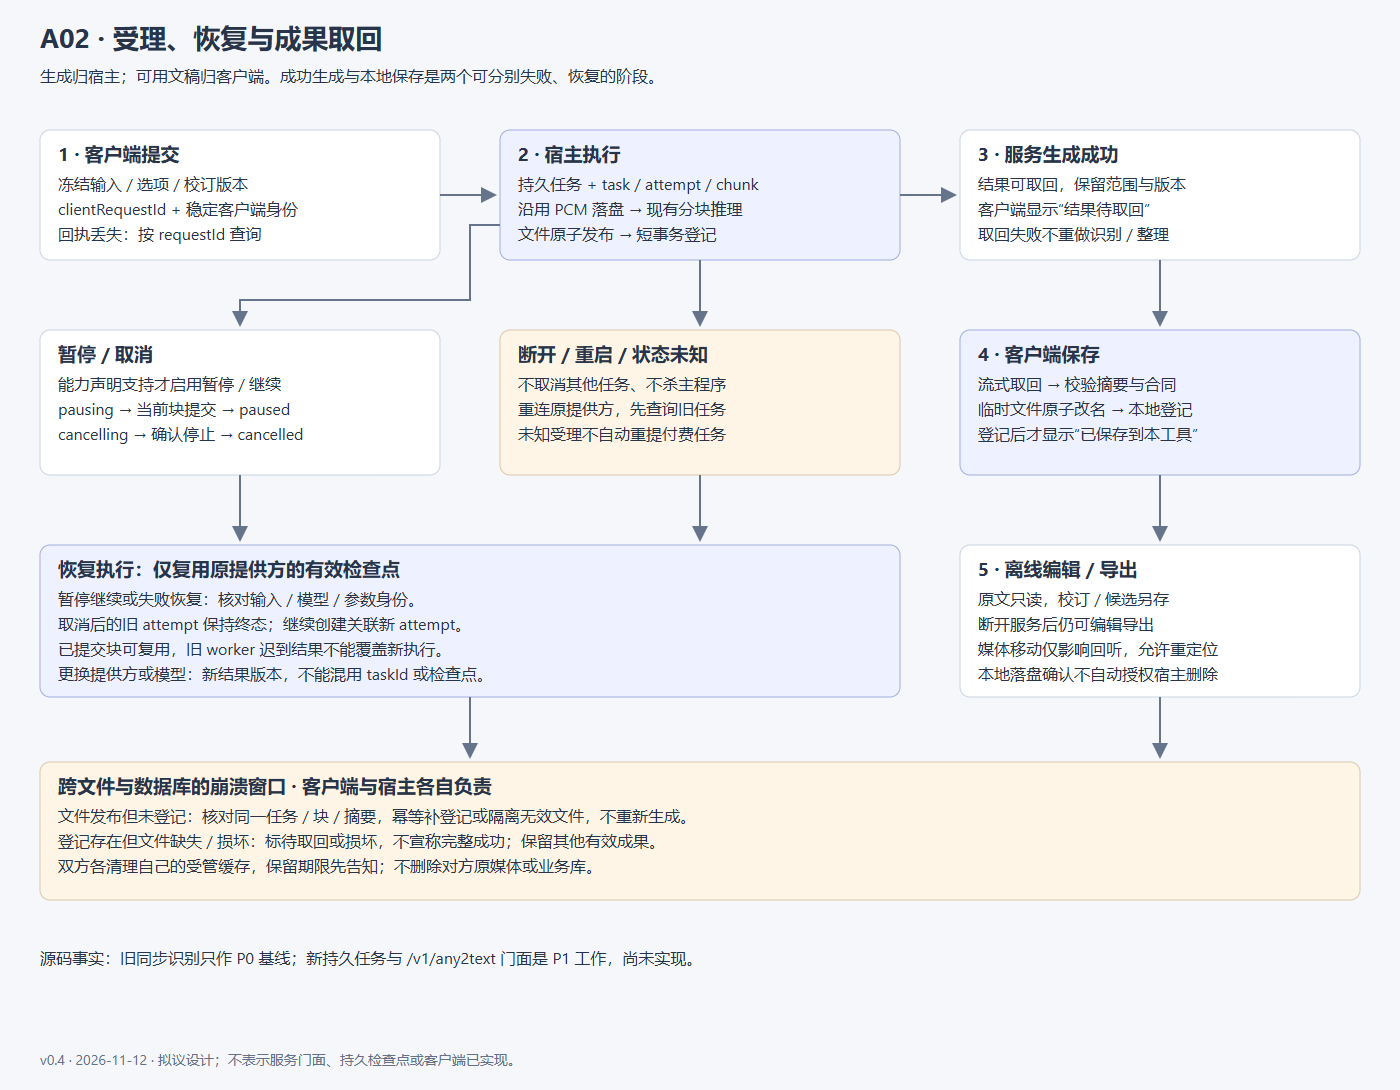 A02 · 受理、恢复与成果取回
生成归宿主；可用文稿归客户端。成功生成与本地保存是两个可分别失败、恢复的阶段。
1 · 客户端提交
冻结输入 / 选项 / 校订版本
clientRequestId + 稳定客户端身份
回执丢失：按 requestId 查询
2 · 宿主执行
持久任务 + task / attempt / chunk
沿用 PCM 落盘 → 现有分块推理
文件原子发布 → 短事务登记
3 · 服务生成成功
结果可取回，保留范围与版本
客户端显示“结果待取回”
取回失败不重做识别 / 整理
暂停 / 取消
能力声明支持才启用暂停 / 继续
pausing → 当前块提交 → paused
cancelling → 确认停止 → cancelled
断开 / 重启 / 状态未知
不取消其他任务、不杀主程序
重连原提供方，先查询旧任务
未知受理不自动重提付费任务
4 · 客户端保存
流式取回 → 校验摘要与合同
临时文件原子改名 → 本地登记
登记后才显示“已保存到本工具”
恢复执行：仅复用原提供方的有效检查点
暂停继续或失败恢复：核对输入 / 模型 / 参数身份。
取消后的旧 attempt 保持终态；继续创建关联新 attempt。
已提交块可复用，旧 worker 迟到结果不能覆盖新执行。
更换提供方或模型：新结果版本，不能混用 taskId 或检查点。
5 · 离线编辑 / 导出
原文只读，校订 / 候选另存
断开服务后仍可编辑导出
媒体移动仅影响回听，允许重定位
本地落盘确认不自动授权宿主删除
跨文件与数据库的崩溃窗口 · 客户端与宿主各自负责
文件发布但未登记：核对同一任务 / 块 / 摘要，幂等补登记或隔离无效文件，不重新生成。
登记存在但文件缺失 / 损坏：标待取回或损坏，不宣称完整成功；保留其他有效成果。
双方各清理自己的受管缓存，保留期限先告知；不删除对方原媒体或业务库。
源码事实：旧同步识别只作 P0 基线；新持久任务与 /v1/any2text 门面是 P1 工作，尚未实现。
v0.4 · 2026-11-12 · 拟议设计；不表示服务门面、持久检查点或客户端已实现。